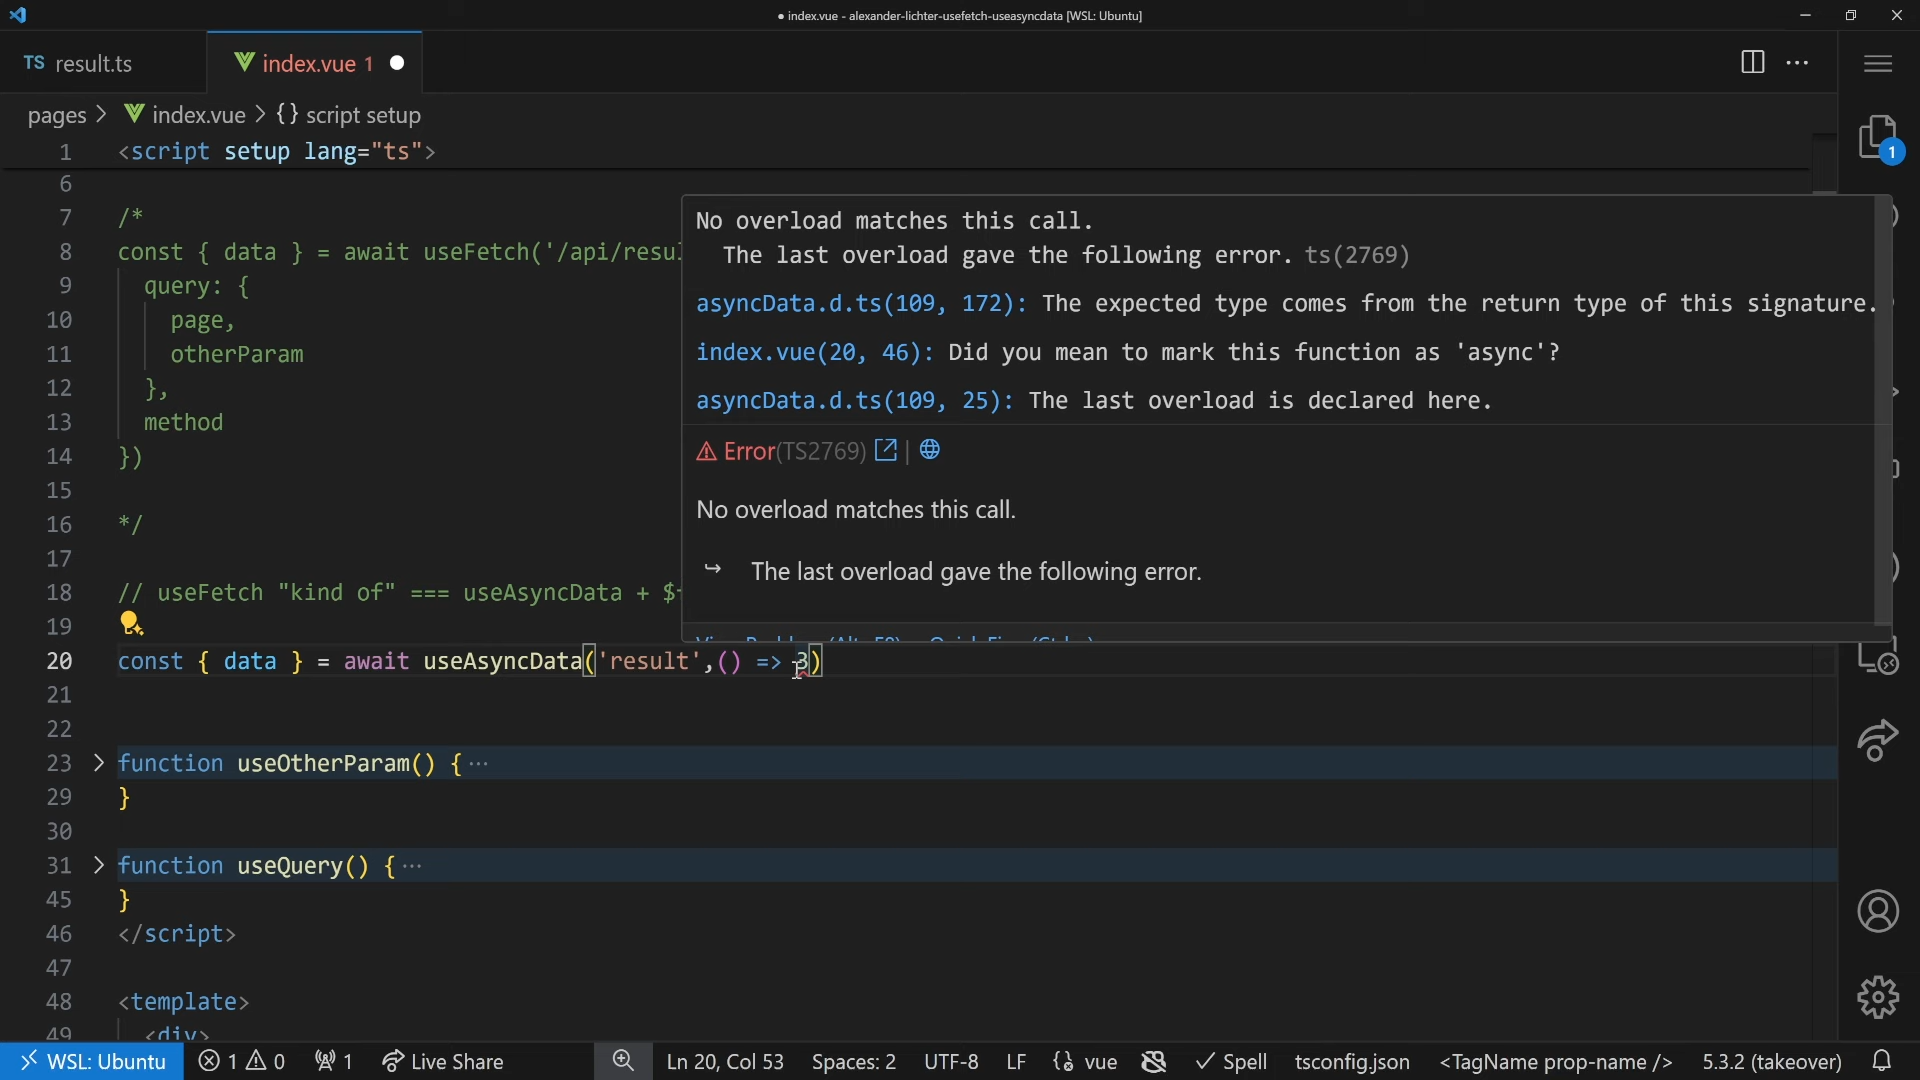 ● index.vue - alexander-lichter-usefetch-useasyncdata [WSL: Ubuntu]
TS result.ts
index.vue 1
pages > index.vue > {} script setup
1 <script setup lang="ts">
6
7 /*
8 const { data } = await useFetch('/api/resu
9 query: {
10 page,
11 otherParam
12 },
13 method
14 })
15
16 */
17
18 // useFetch "kind of" === useAsyncData + $
19
20 const { data } = await useAsyncData('result',() => 3)
21
22
23 > function useOtherParam() { ···
29 }
30
31 > function useQuery() { ···
45 }
46 </script>
47
48 <template>
49 <div>
No overload matches this call.
The last overload gave the following error. ts(2769)
asyncData.d.ts(109, 172): The expected type comes from the return type of this signature.
index.vue(20, 46): Did you mean to mark this function as 'async'?
asyncData.d.ts(109, 25): The last overload is declared here.
Error(TS2769) |
No overload matches this call.
↪ The last overload gave the following error.
1
WSL: Ubuntu 1 0 1 Live Share Ln 20, Col 53 Spaces: 2 UTF-8 LF {} vue Spell tsconfig.json <TagName prop-name /> 5.3.2 (takeover)